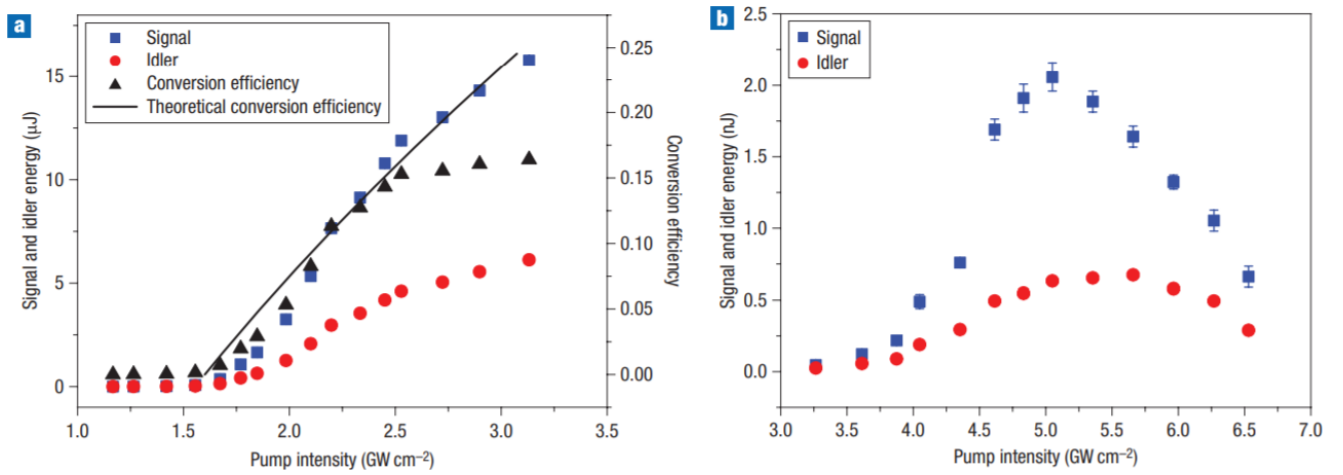 a
Signal
Idler
Conversion efficiency
Theoretical conversion efficiency
15
10
5
0
Signal and idler energy (μJ)
0.25
0.20
0.15
0.10
0.05
0.00
Conversion efficiency
1.0
1.5
2.0
2.5
3.0
3.5
Pump intensity (GW cm⁻²)
b
Signal
Idler
2.5
2.0
1.5
1.0
0.5
0.0
Signal and idler energy (nJ)
3.0
3.5
4.0
4.5
5.0
5.5
6.0
6.5
7.0
Pump intensity (GW cm⁻²)